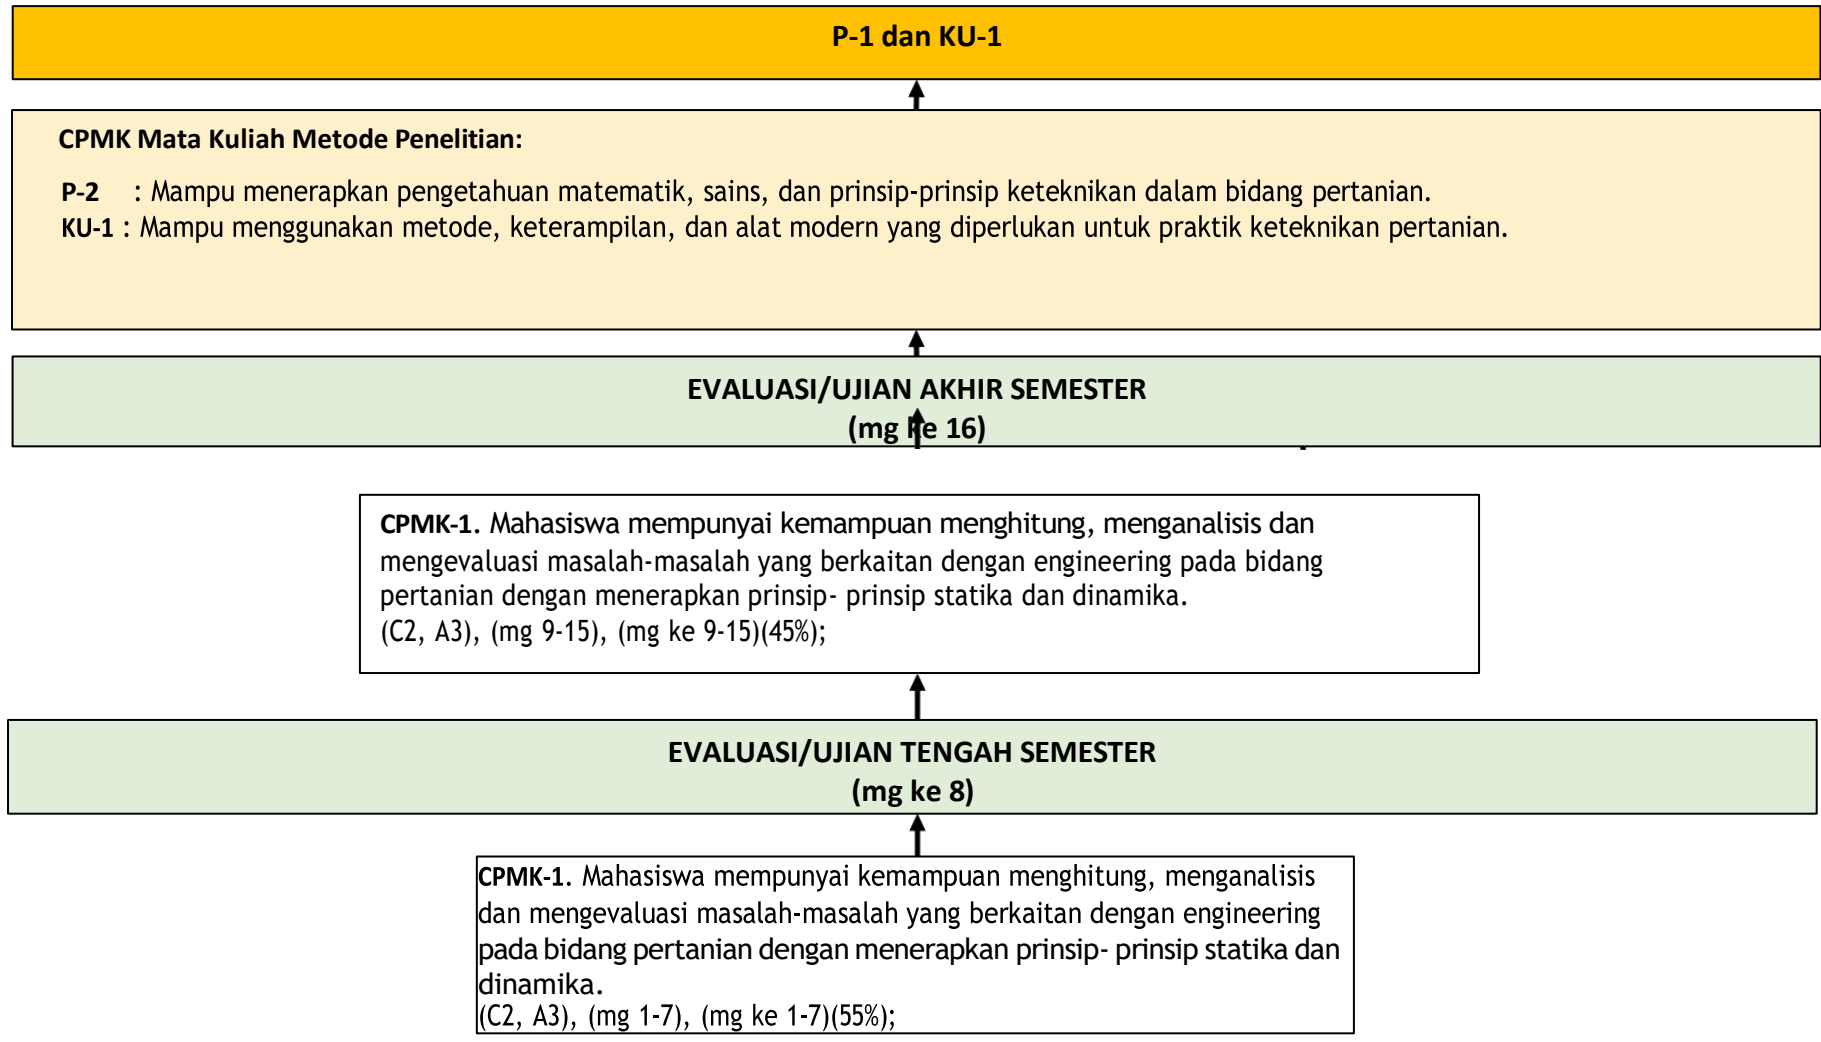 P-1 dan KU-1
CPMK Mata Kuliah Metode Penelitian:
P-2 : Mampu menerapkan pengetahuan matematik, sains, dan prinsip-prinsip keteknikan dalam bidang pertanian.
KU-1 : Mampu menggunakan metode, keterampilan, dan alat modern yang diperlukan untuk praktik keteknikan pertanian.
EVALUASI/UJIAN AKHIR SEMESTER
(mg ke 16)
CPMK-1. Mahasiswa mempunyai kemampuan menghitung, menganalisis dan
mengevaluasi masalah-masalah yang berkaitan dengan engineering pada bidang
pertanian dengan menerapkan prinsip- prinsip statika dan dinamika.
(C2, A3), (mg 9-15), (mg ke 9-15)(45%);
EVALUASI/UJIAN TENGAH SEMESTER
(mg ke 8)
CPMK-1. Mahasiswa mempunyai kemampuan menghitung, menganalisis
dan mengevaluasi masalah-masalah yang berkaitan dengan engineering
pada bidang pertanian dengan menerapkan prinsip- prinsip statika dan
dinamika.
(C2, A3), (mg 1-7), (mg ke 1-7)(55%);